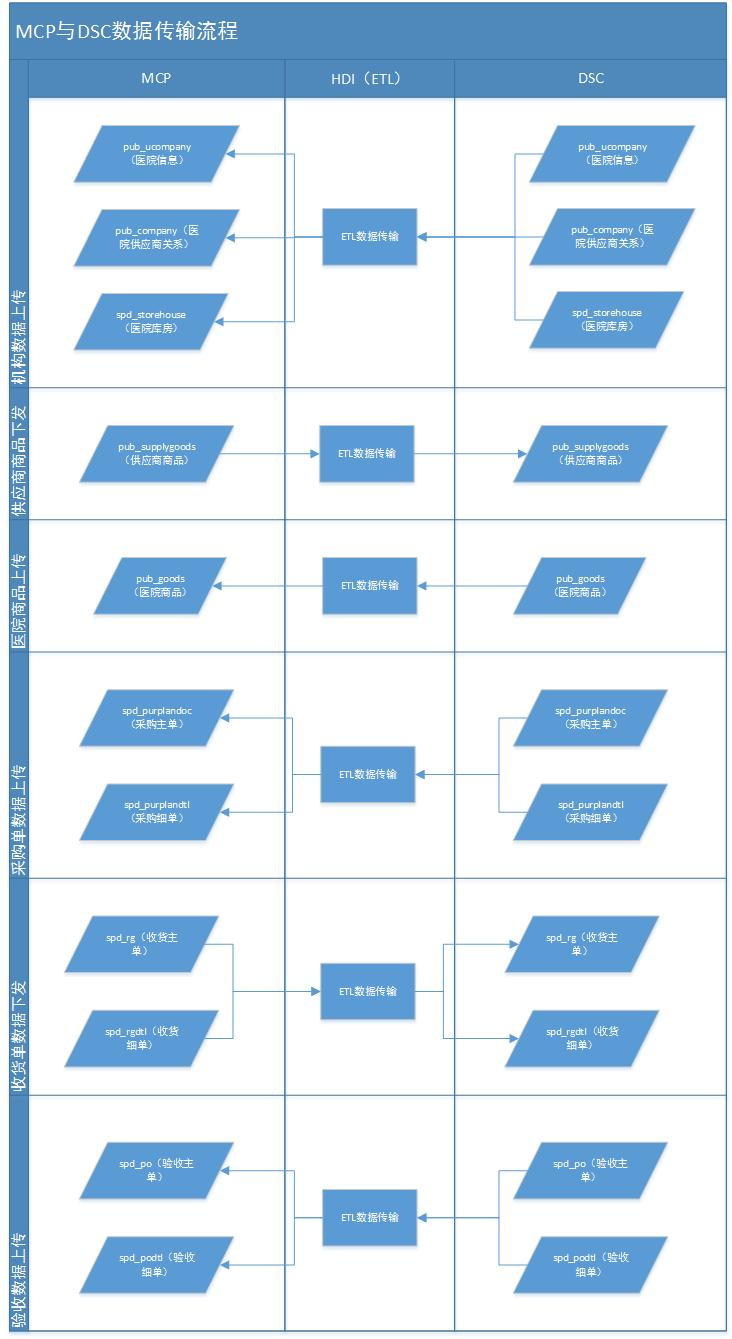 MCP与DSC数据传输流程
MCP
HDI（ETL）
DSC
机构数据上传
pub_ucompany
（医院信息）
pub_company（医
院供应商关系）
spd_storehouse
（医院库房）
ETL数据传输
pub_ucompany
（医院信息）
pub_company（医
院供应商关系）
spd_storehouse
（医院库房）
供应商商品下发
pub_supplygoods
（供应商商品）
ETL数据传输
pub_supplygoods
（供应商商品）
医院商品上传
pub_goods
（医院商品）
ETL数据传输
pub_goods
（医院商品）
采购单数据上传
spd_purplandoc
（采购主单）
spd_purplandtl
（采购细单）
ETL数据传输
spd_purplandoc
（采购主单）
spd_purplandtl
（采购细单）
收货单数据下发
spd_rg（收货主
单）
spd_rgdtl（收货
细单）
ETL数据传输
spd_rg（收货主
单）
spd_rgdtl（收货
细单）
验收数据上传
spd_po（验收主
单）
spd_podtl（验收
细单）
ETL数据传输
spd_po（验收主
单）
spd_podtl（验收
细单）